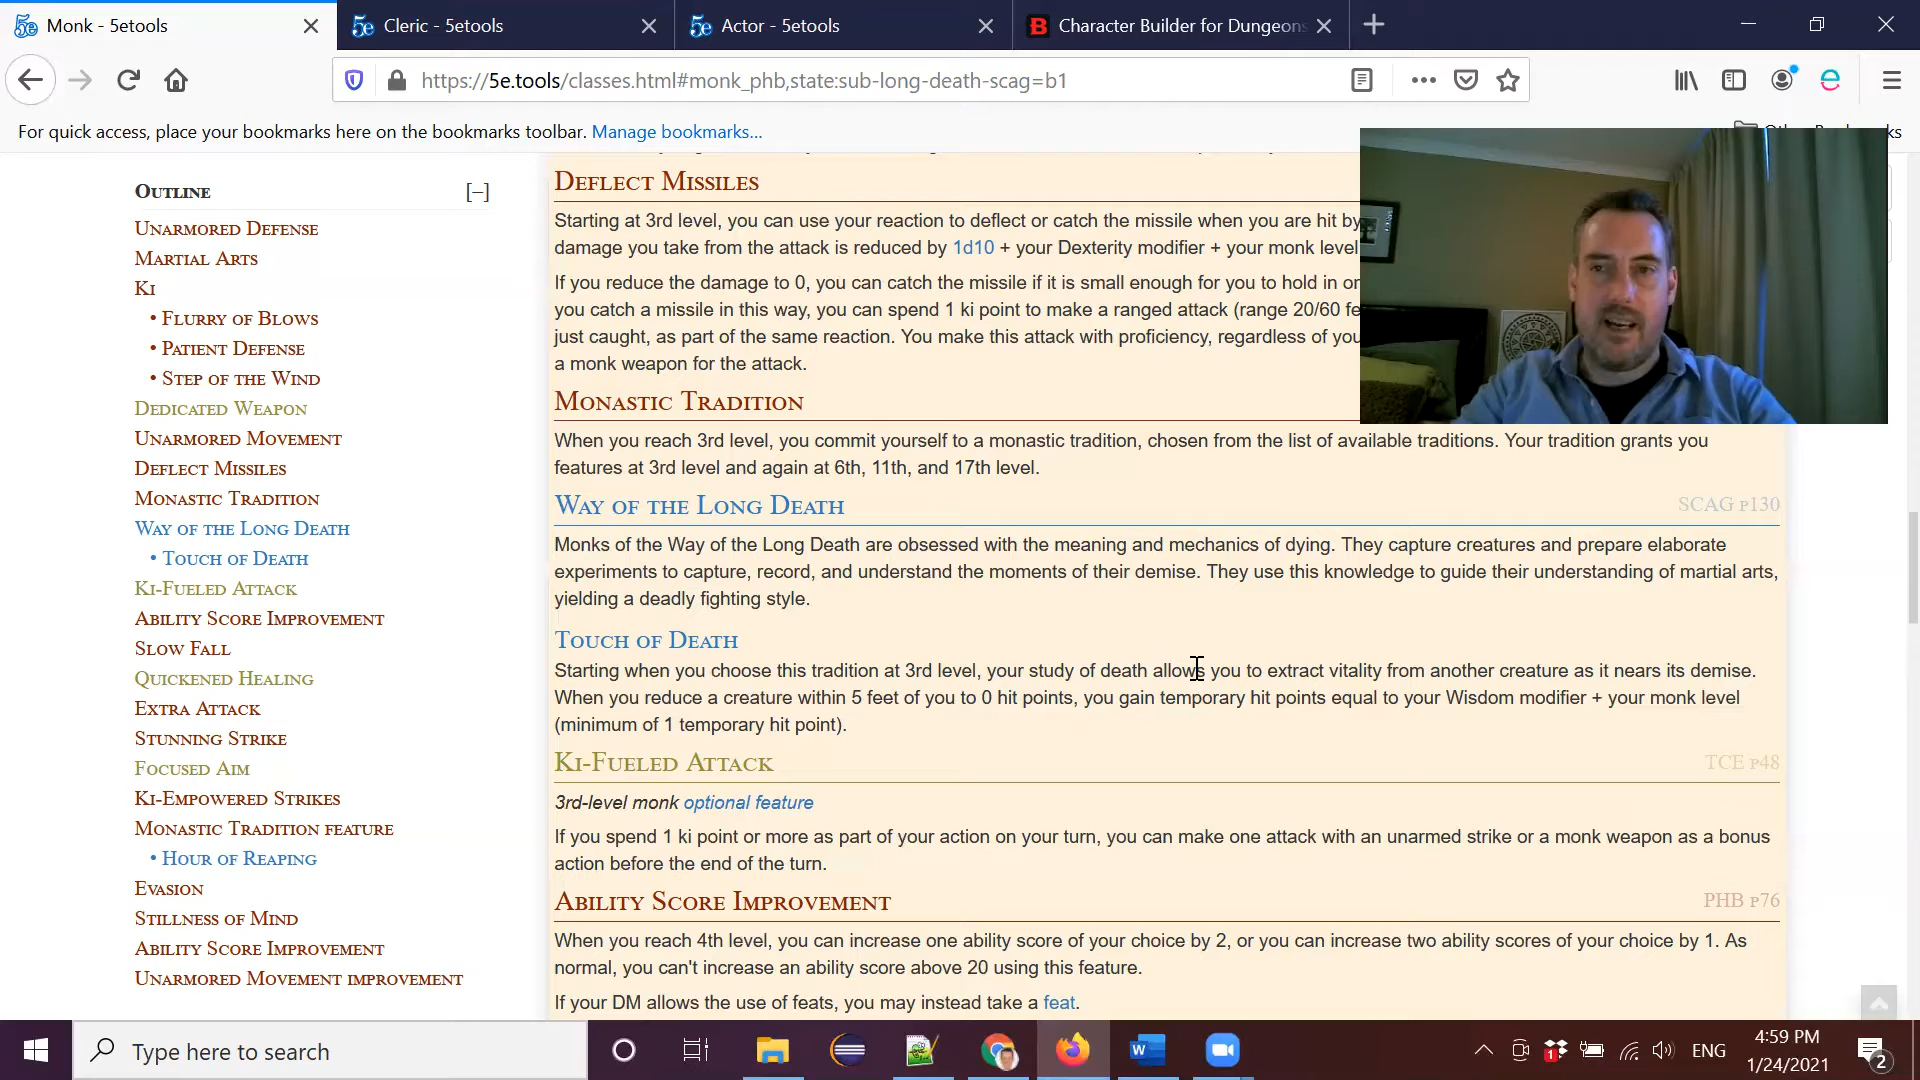 Monk - 5etools
Cleric - 5etools
Actor - 5etools
Character Builder for Dungeons
https://5e.tools/classes.html#monk_phb,state:sub-long-death-scag=b1
For quick access, place your bookmarks here on the bookmarks toolbar. Manage bookmarks...
OUTLINE [–]
UNARMORED DEFENSE
MARTIAL ARTS
KI
• FLURRY OF BLOWS
• PATIENT DEFENSE
• STEP OF THE WIND
DEDICATED WEAPON
UNARMORED MOVEMENT
DEFLECT MISSILES
MONASTIC TRADITION
WAY OF THE LONG DEATH
• TOUCH OF DEATH
KI-FUELED ATTACK
ABILITY SCORE IMPROVEMENT
SLOW FALL
QUICKENED HEALING
EXTRA ATTACK
STUNNING STRIKE
FOCUSED AIM
KI-EMPOWERED STRIKES
MONASTIC TRADITION FEATURE
• HOUR OF REAPING
EVASION
STILLNESS OF MIND
ABILITY SCORE IMPROVEMENT
UNARMORED MOVEMENT IMPROVEMENT
DEFLECT MISSILES
Starting at 3rd level, you can use your reaction to deflect or catch the missile when you are hit by
damage you take from the attack is reduced by 1d10 + your Dexterity modifier + your monk level
If you reduce the damage to 0, you can catch the missile if it is small enough for you to hold in or
you catch a missile in this way, you can spend 1 ki point to make a ranged attack (range 20/60 fe
just caught, as part of the same reaction. You make this attack with proficiency, regardless of you
a monk weapon for the attack.
MONASTIC TRADITION
When you reach 3rd level, you commit yourself to a monastic tradition, chosen from the list of available traditions. Your tradition grants you
features at 3rd level and again at 6th, 11th, and 17th level.
WAY OF THE LONG DEATH SCAG P130
Monks of the Way of the Long Death are obsessed with the meaning and mechanics of dying. They capture creatures and prepare elaborate
experiments to capture, record, and understand the moments of their demise. They use this knowledge to guide their understanding of martial arts,
yielding a deadly fighting style.
TOUCH OF DEATH
Starting when you choose this tradition at 3rd level, your study of death allows you to extract vitality from another creature as it nears its demise.
When you reduce a creature within 5 feet of you to 0 hit points, you gain temporary hit points equal to your Wisdom modifier + your monk level
(minimum of 1 temporary hit point).
KI-FUELED ATTACK TCE P48
3rd-level monk optional feature
If you spend 1 ki point or more as part of your action on your turn, you can make one attack with an unarmed strike or a monk weapon as a bonus
action before the end of the turn.
ABILITY SCORE IMPROVEMENT PHB P76
When you reach 4th level, you can increase one ability score of your choice by 2, or you can increase two ability scores of your choice by 1. As
normal, you can't increase an ability score above 20 using this feature.
If your DM allows the use of feats, you may instead take a feat.
Type here to search
ENG
4:59 PM
1/24/2021
2